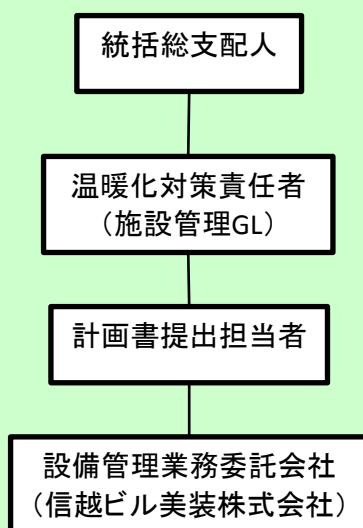 統括総支配人
温暖化対策責任者
（施設管理GL）
計画書提出担当者
設備管理業務委託会社
（信越ビル美装株式会社）